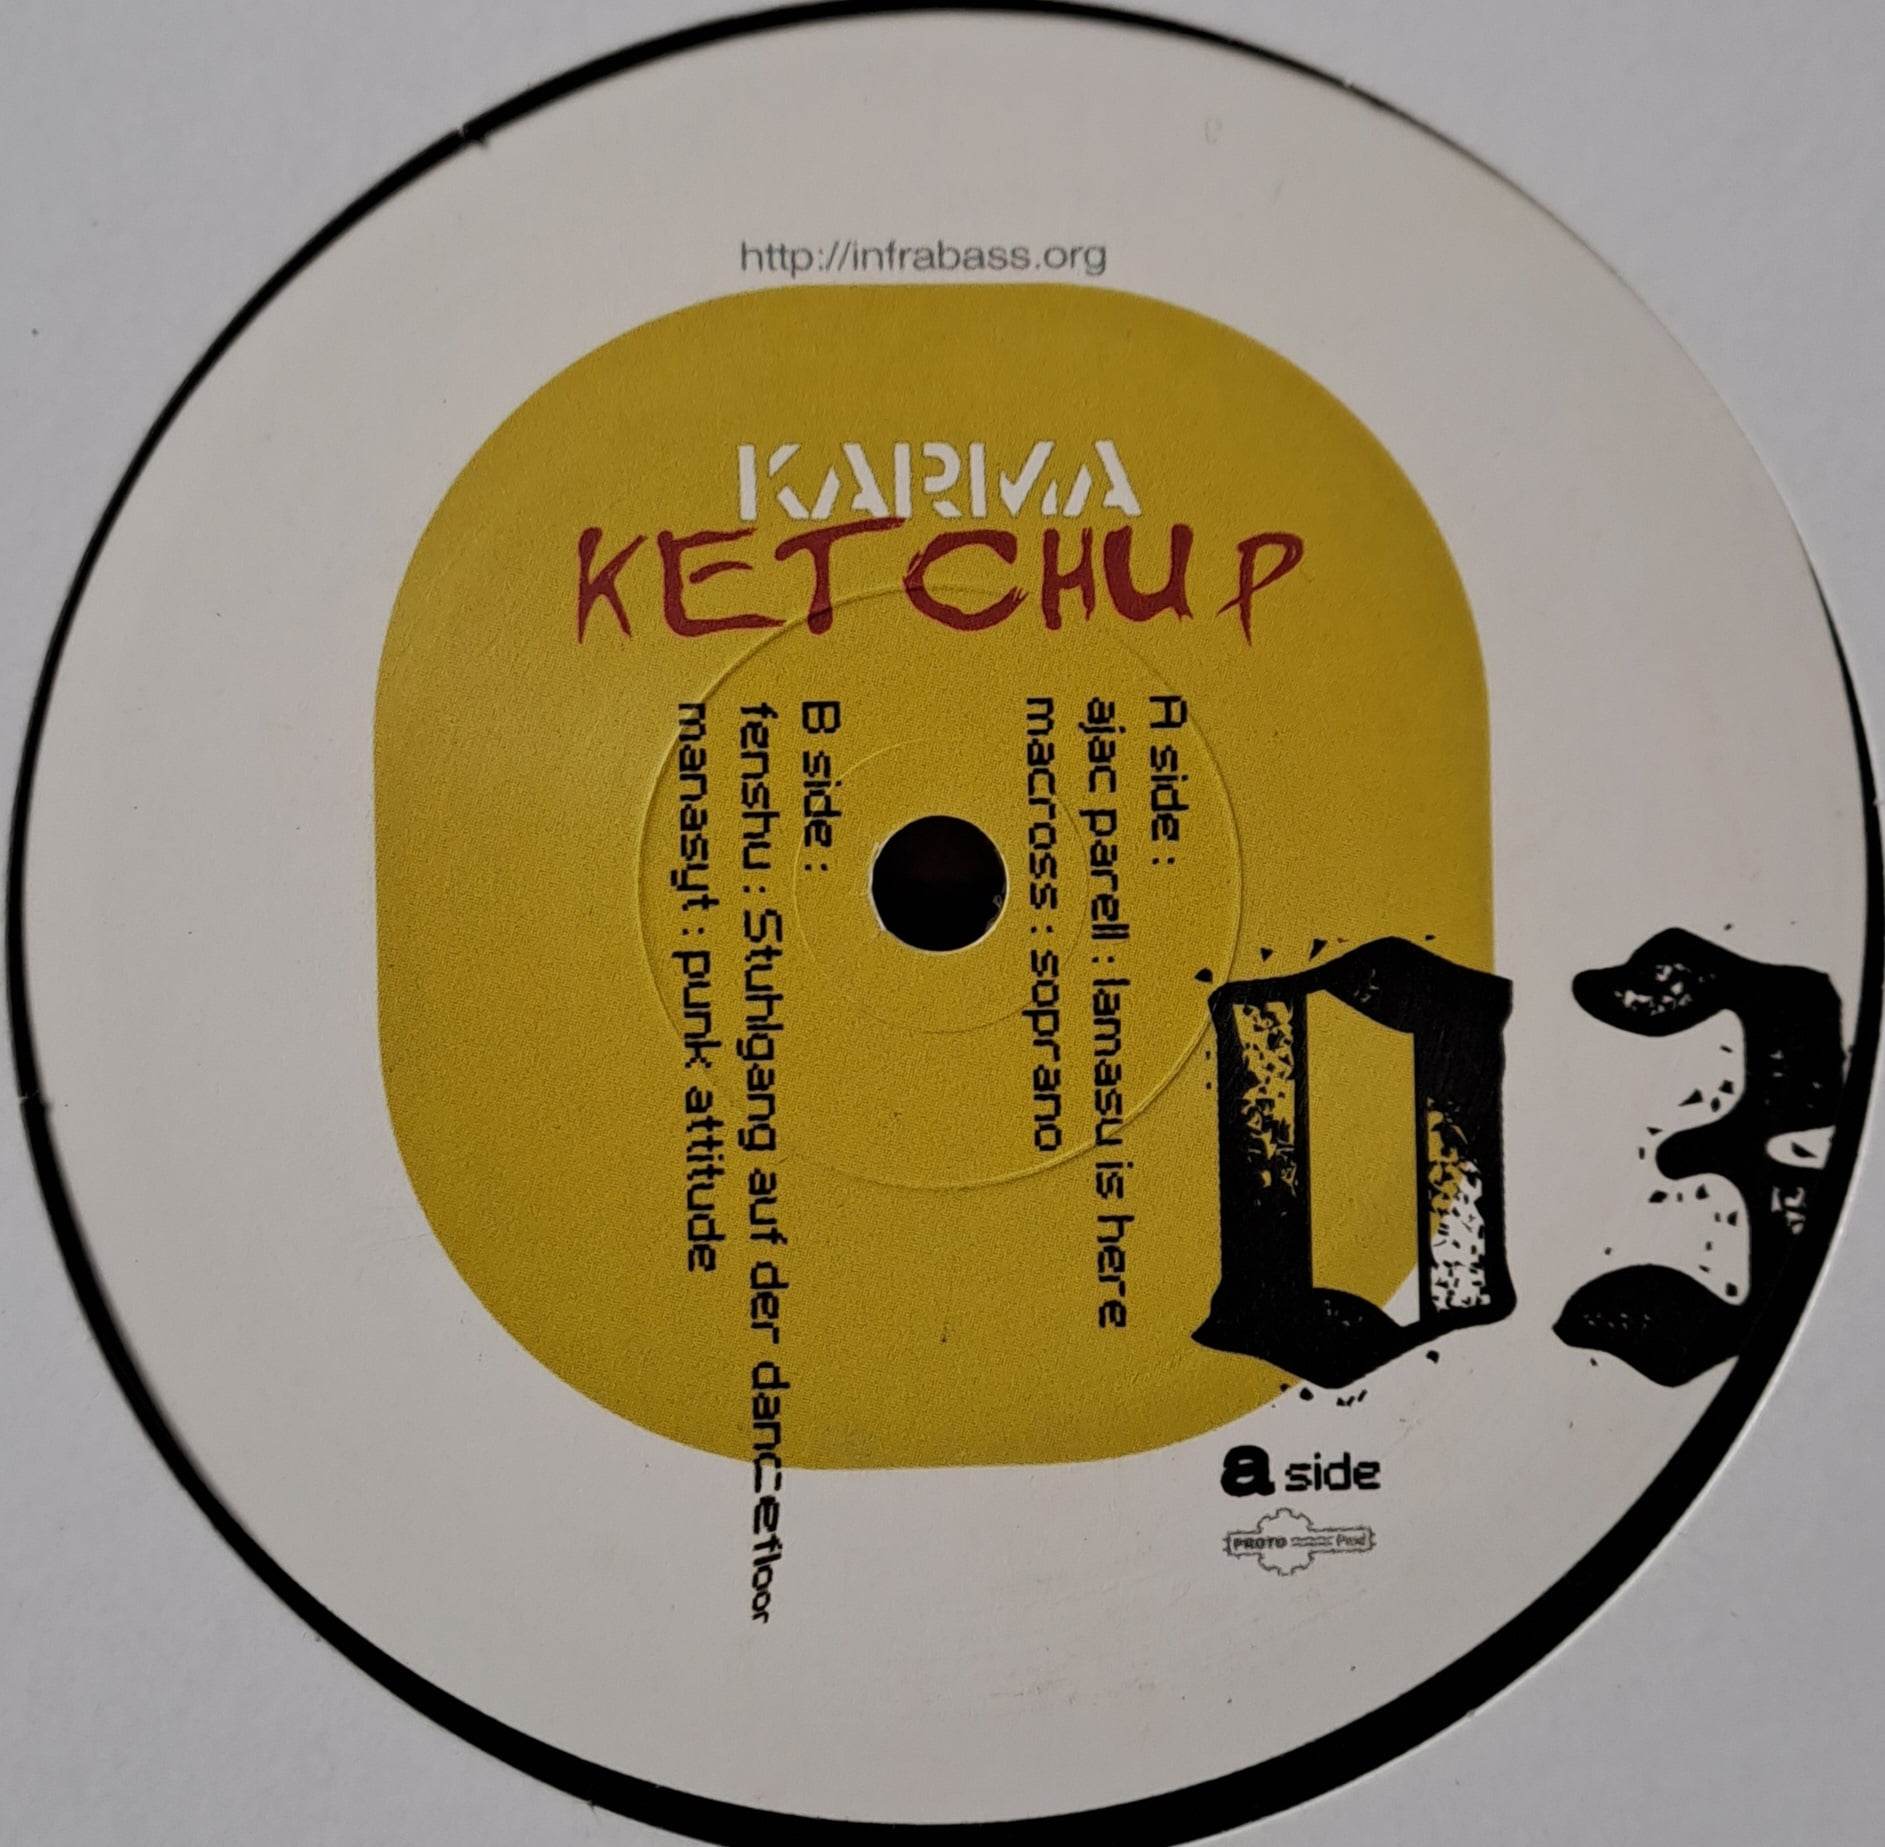 http://infrabass.org
KARMA
KETCHUP
A side :
ajac parell : lamasu is here
macross : soprano
B side :
fenshu : Stuhlgang auf der dancefloor
manasyt : punk attitude
03
a side
PROTO Prod